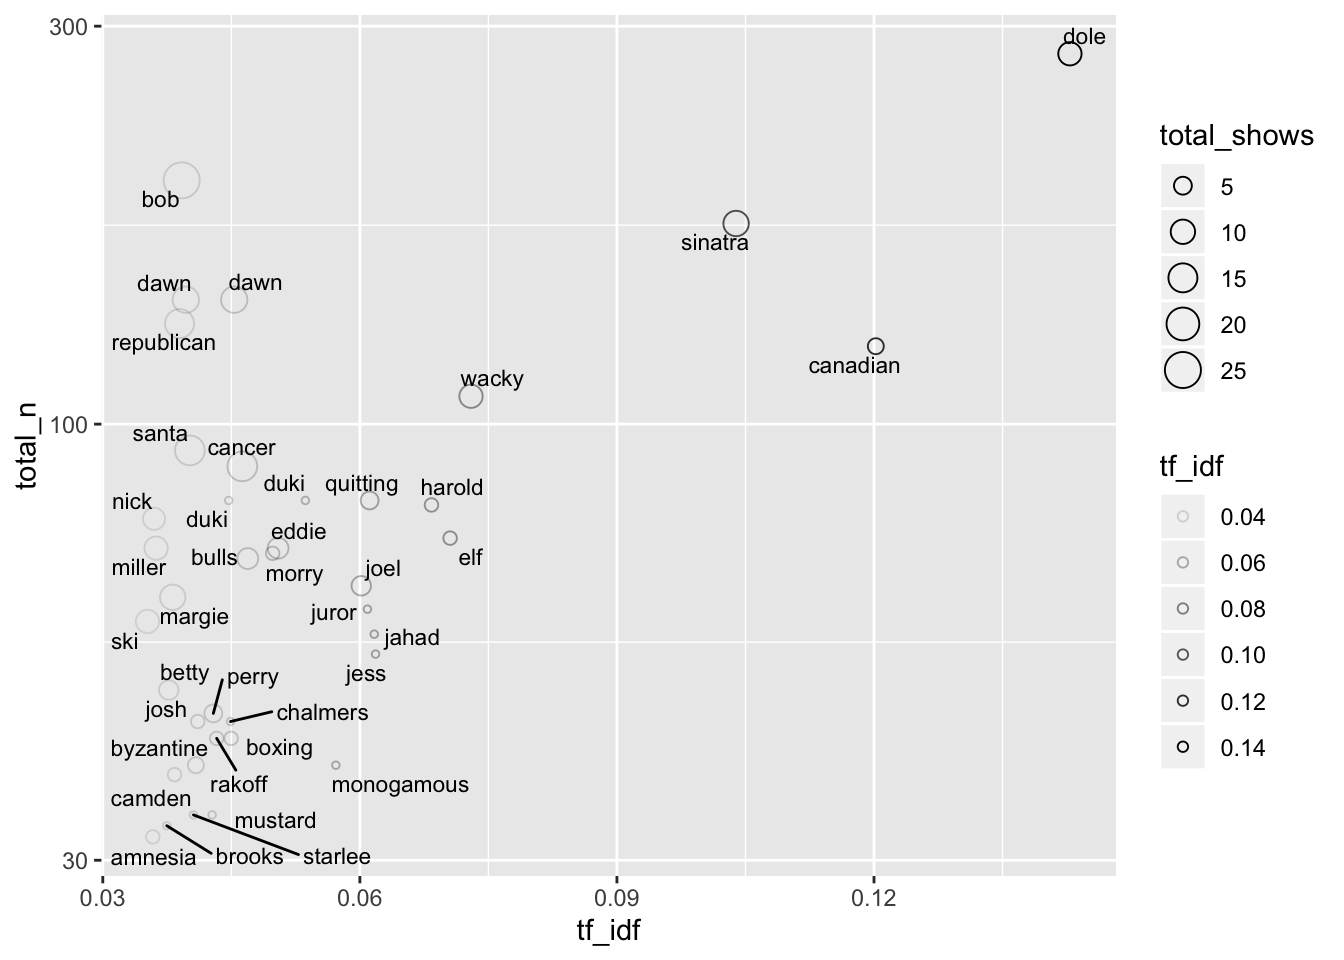 300
dole
total_shows
5
bob
10
sinatra
15
dawn
dawn
20
republican
canadian
25
wacky
total_n
100
santa
cancer
tf_idf
duki
quitting
harold
nick
duki
0.04
eddie
bulls
elf
miller
morry
joel
0.06
margie
juror
0.08
ski
jahad
betty
perry
jess
0.10
josh
chalmers
0.12
byzantine
boxing
0.14
rakoff
monogamous
camden
mustard
amnesia
brooks
starlee
30
0.03
0.06
0.09
0.12
tf_idf